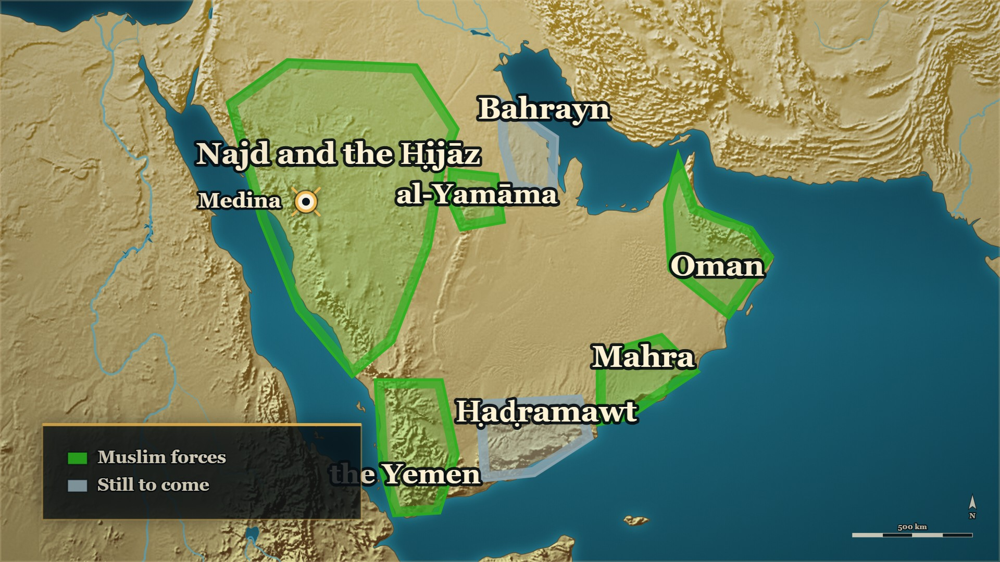 Bahrayn
Najd and the Ḥijāz
al-Yamāma
Medina
Oman
Mahra
Ḥaḍramawt
the Yemen
Muslim forces
Still to come
N
500 km